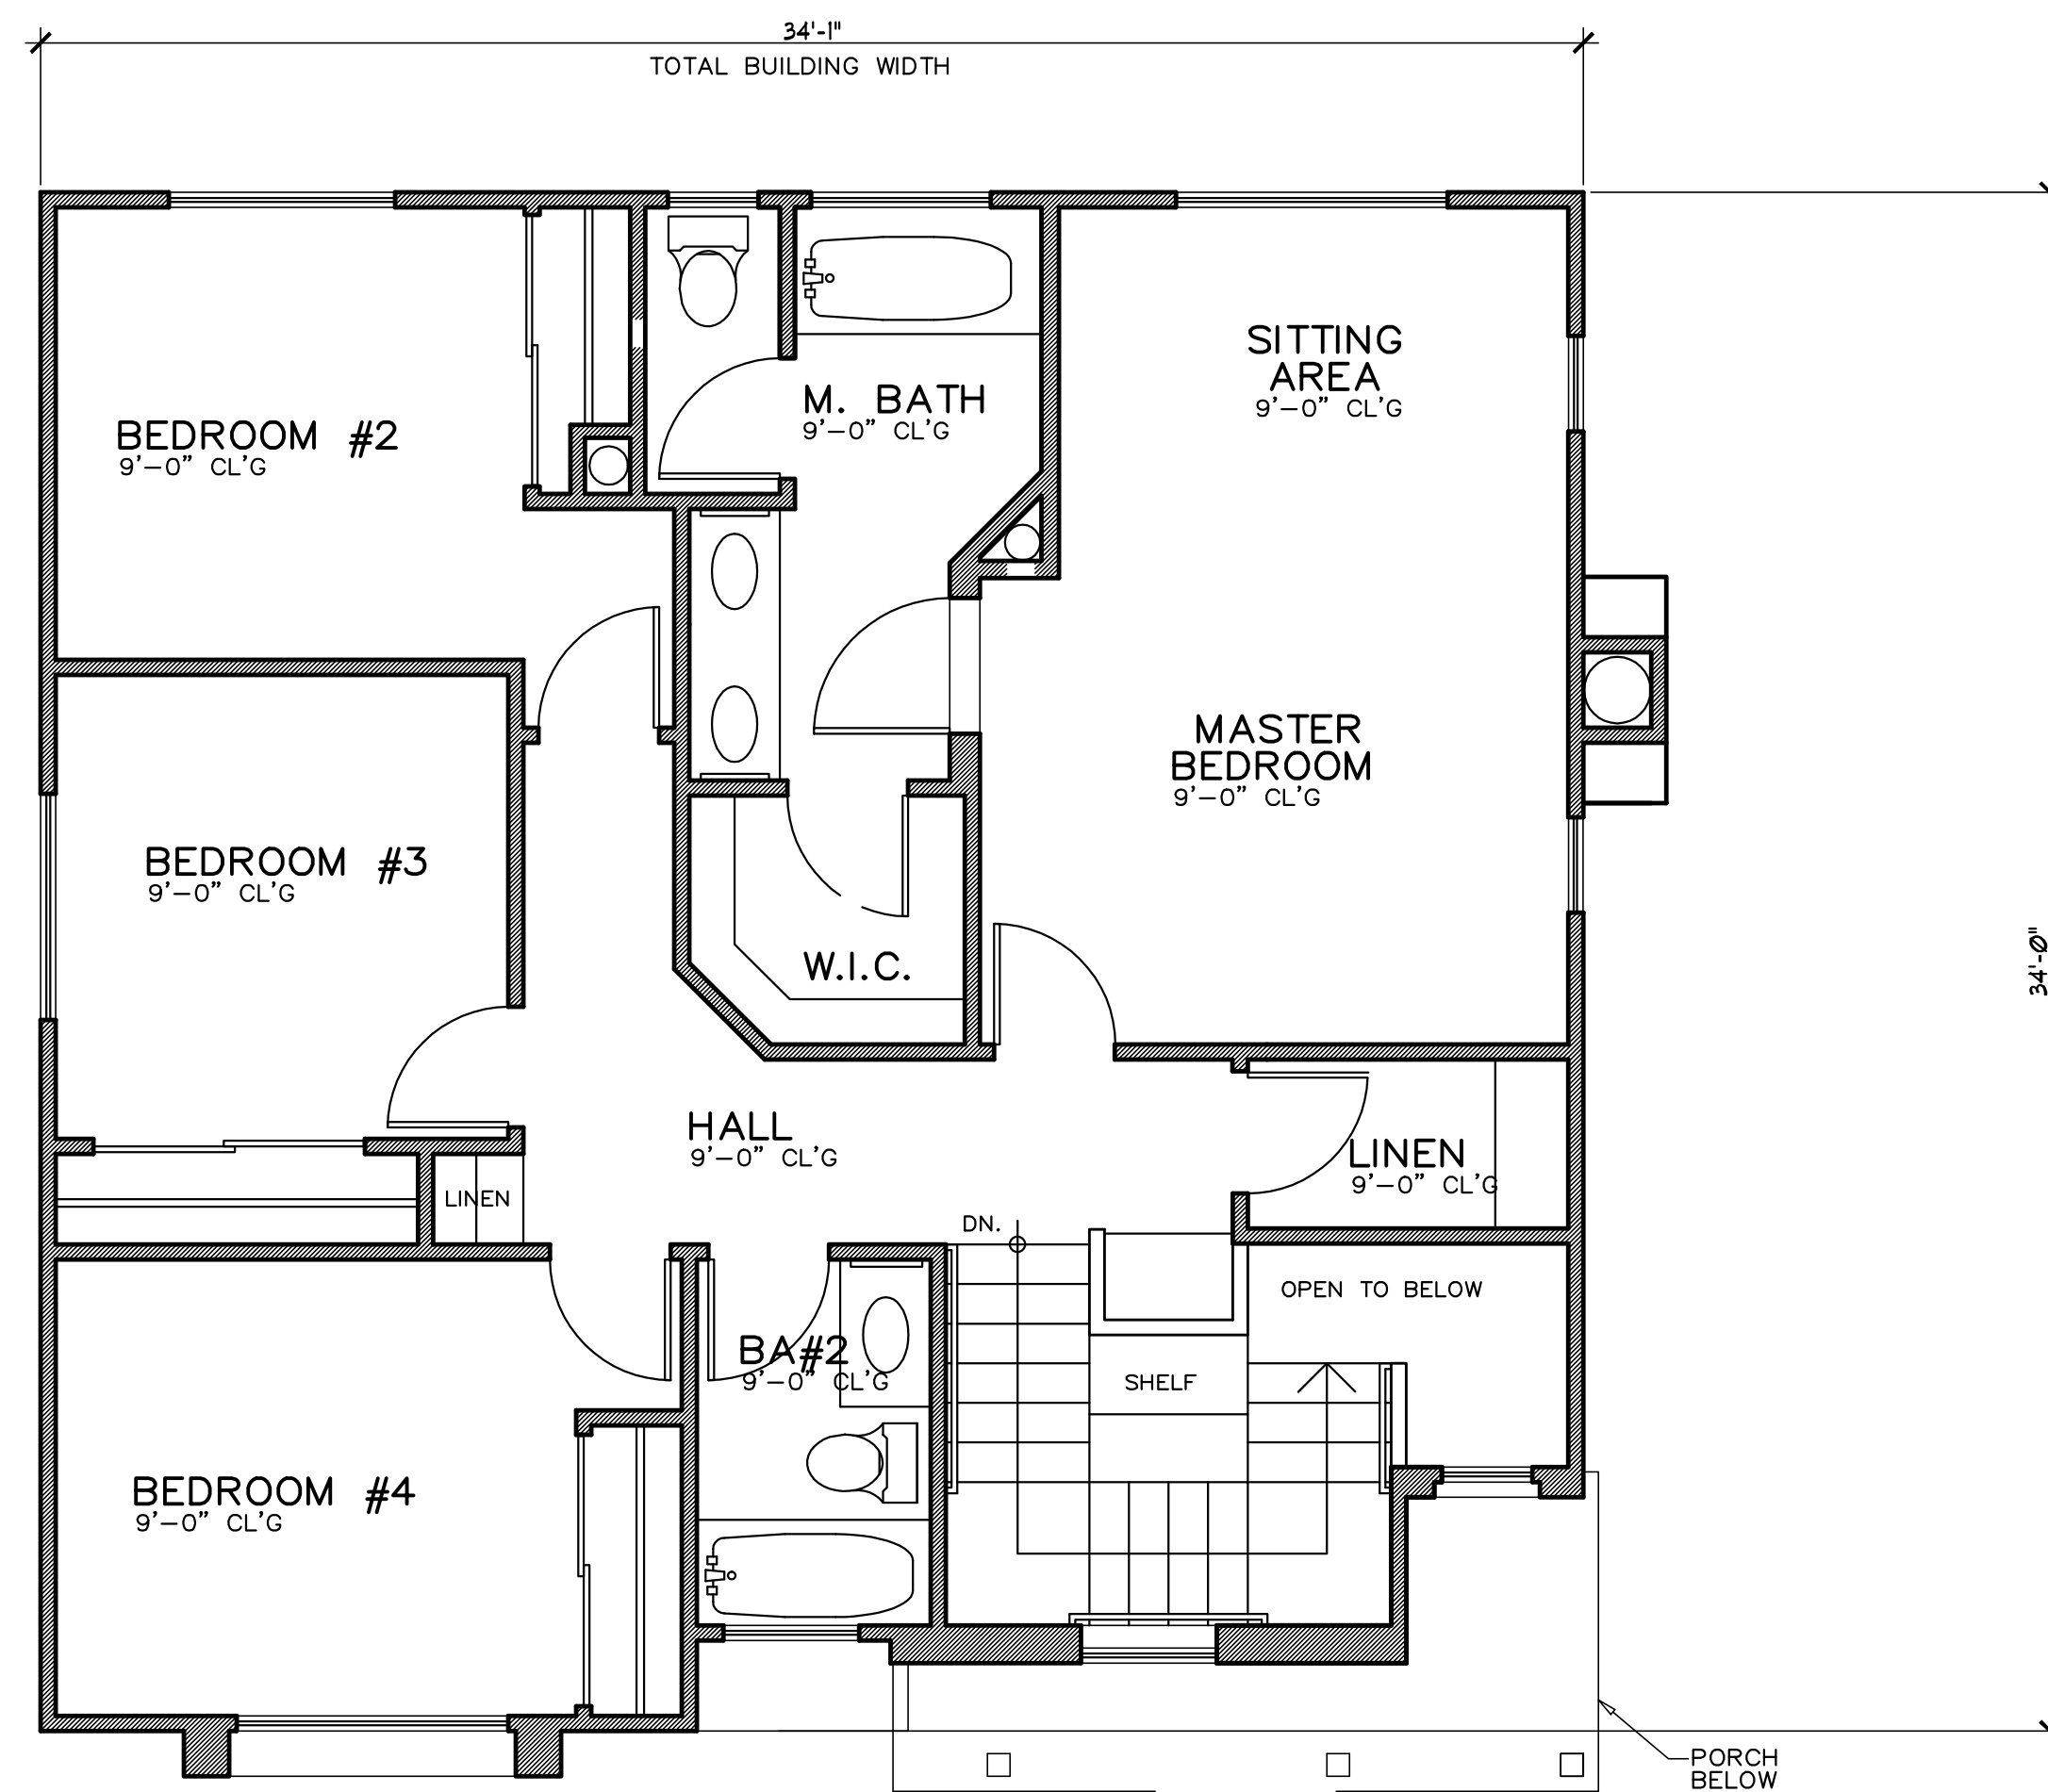 34'-1"
TOTAL BUILDING WIDTH
SITTING
AREA
9'-0" CL'G
M. BATH
9'-0" CL'G
BEDROOM #2
9'-0" CL'G
MASTER
BEDROOM
9'-0" CL'G
BEDROOM #3
9'-0" CL'G
W.I.C.
34'-0"
HALL
9'-0" CL'G
LINEN
9'-0" CL'G
LINEN
DN.
OPEN TO BELOW
BA#2
9'-0" CL'G
SHELF
BEDROOM #4
9'-0" CL'G
PORCH
BELOW